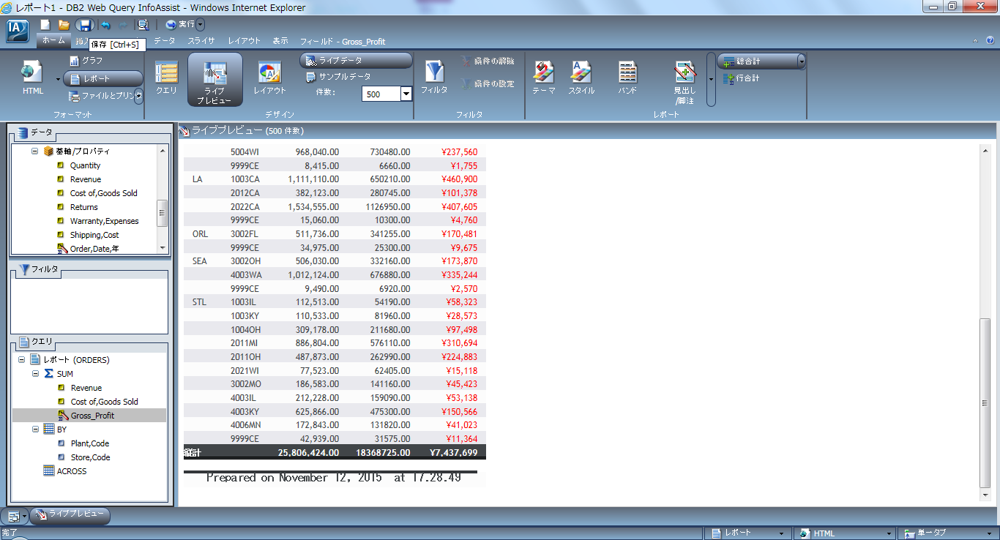 レポート1 - DB2 Web Query InfoAssist - Windows Internet Explorer
IA
実行
ホーム 挿入 データ スライサ レイアウト 表示 フィールド - Gross_Profit
保存 [Ctrl+S]
HTML
グラフ
レポート
ファイルとプリン
フォーマット
クエリ
ライブ
プレビュー
レイアウト
ライブデータ
サンプルデータ
件数: 500
デザイン
フィルタ
条件の解除
条件の設定
フィルタ
テーマ
スタイル
バンド
見出し
/脚注
総合計
行合計
レポート
データ
基軸/プロパティ
Quantity
Revenue
Cost of,Goods Sold
Returns
Warranty,Expenses
Shipping,Cost
Order,Date,年
フィルタ
クエリ
レポート (ORDERS)
SUM
Revenue
Cost of,Goods Sold
Gross_Profit
BY
Plant,Code
Store,Code
ACROSS
ライブプレビュー (500 件数)
5004WI 968,040.00 730480.00 ¥237,560
9999CE 8,415.00 6660.00 ¥1,755
LA 1003CA 1,111,110.00 650210.00 ¥460,900
2012CA 382,123.00 280745.00 ¥101,378
2022CA 1,534,555.00 1126950.00 ¥407,605
9999CE 15,060.00 10300.00 ¥4,760
ORL 3002FL 511,736.00 341255.00 ¥170,481
9999CE 34,975.00 25300.00 ¥9,675
SEA 3002OH 506,030.00 332160.00 ¥173,870
4003WA 1,012,124.00 676880.00 ¥335,244
9999CE 9,490.00 6920.00 ¥2,570
STL 1003IL 112,513.00 54190.00 ¥58,323
1003KY 110,533.00 81960.00 ¥28,573
1004OH 309,178.00 211680.00 ¥97,498
2011MI 886,804.00 576110.00 ¥310,694
2011OH 487,873.00 262990.00 ¥224,883
2021WI 77,523.00 62405.00 ¥15,118
3002MO 186,583.00 141160.00 ¥45,423
4003IL 212,228.00 159090.00 ¥53,138
4003KY 625,866.00 475300.00 ¥150,566
4006MN 172,843.00 131820.00 ¥41,023
9999CE 42,939.00 31575.00 ¥11,364
総計 25,806,424.00 18368725.00 ¥7,437,699
Prepared on November 12, 2015 at 17.28.49
ライブプレビュー
完了
レポート
HTML
単一タブ